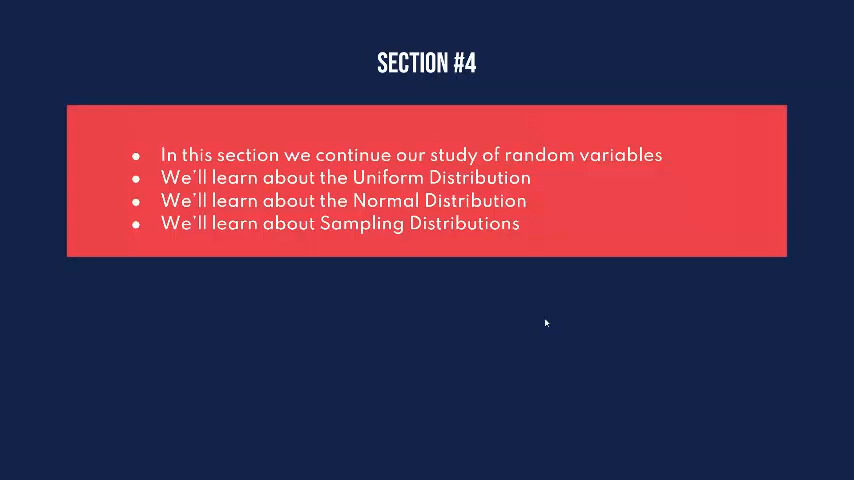 SECTION #4
● In this section we continue our study of random variables
● We'll learn about the Uniform Distribution
● We'll learn about the Normal Distribution
● We'll learn about Sampling Distributions